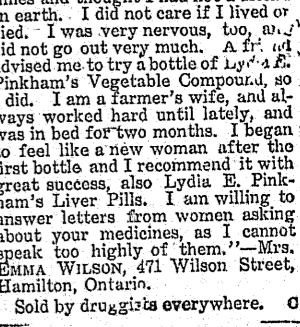 n earth. I did not care if I lived or
ied. I was very nervous, too, and
id not go out very much. A friend
dvised me to try a bottle of Lydia E.
Pinkham's Vegetable Compound, so
did. I am a farmer's wife, and al-
ways worked hard until lately, and
was in bed for two months. I began
to feel like a new woman after the
first bottle and I recommend it with
great success, also Lydia E. Pink-
ham's Liver Pills. I am willing to
answer letters from women asking
about your medicines, as I cannot
speak too highly of them."—Mrs.
EMMA WILSON, 471 Wilson Street,
Hamilton, Ontario.
Sold by druggists everywhere.